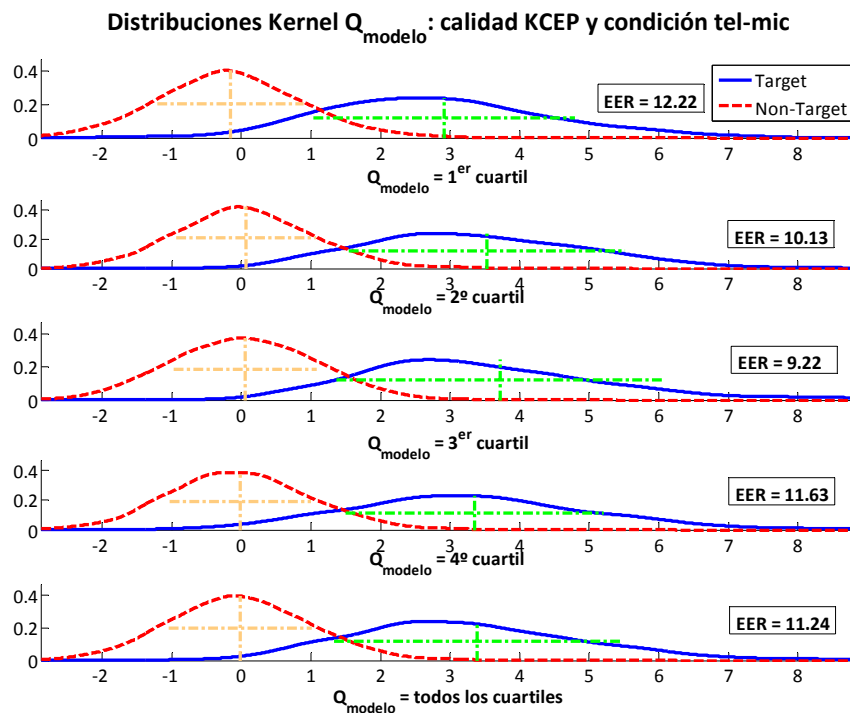 Distribuciones Kernel Q_modelo: calidad KCEP y condición tel-mic
0.4
0.2
0
-2 -1 0 1 2 3 4 5 6 7 8
EER = 12.22
Target
Non-Target
Q_modelo = 1er cuartil
0.4
0.2
0
-2 -1 0 1 2 3 4 5 6 7 8
EER = 10.13
Q_modelo = 2º cuartil
0.4
0.2
0
-2 -1 0 1 2 3 4 5 6 7 8
EER = 9.22
Q_modelo = 3er cuartil
0.4
0.2
0
-2 -1 0 1 2 3 4 5 6 7 8
EER = 11.63
Q_modelo = 4º cuartil
0.4
0.2
0
-2 -1 0 1 2 3 4 5 6 7 8
EER = 11.24
Q_modelo = todos los cuartiles